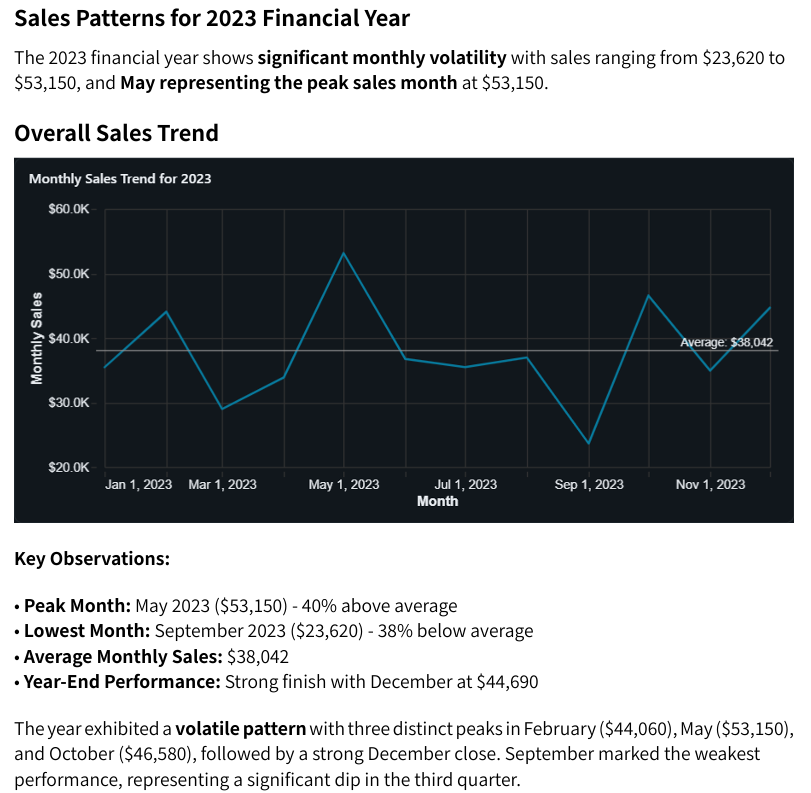 Sales Patterns for 2023 Financial Year
The 2023 financial year shows significant monthly volatility with sales ranging from $23,620 to
$53,150, and May representing the peak sales month at $53,150.
Overall Sales Trend
Monthly Sales Trend for 2023
$60.0K
$50.0K
$40.0K
$30.0K
$20.0K
Monthly Sales
Average: $38,042
Jan 1, 2023 Mar 1, 2023 May 1, 2023 Jul 1, 2023 Sep 1, 2023 Nov 1, 2023
Month
Key Observations:
• Peak Month: May 2023 ($53,150) - 40% above average
• Lowest Month: September 2023 ($23,620) - 38% below average
• Average Monthly Sales: $38,042
• Year-End Performance: Strong finish with December at $44,690
The year exhibited a volatile pattern with three distinct peaks in February ($44,060), May ($53,150),
and October ($46,580), followed by a strong December close. September marked the weakest
performance, representing a significant dip in the third quarter.